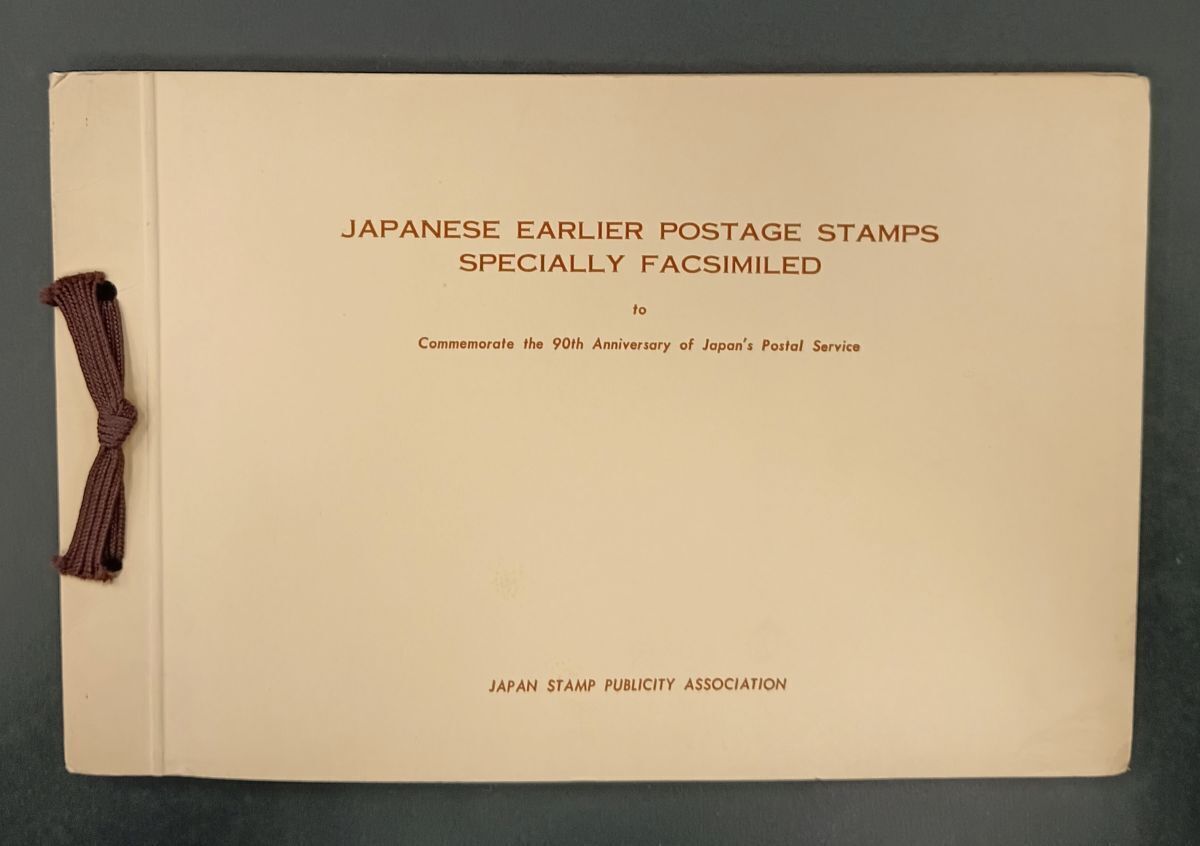 JAPANESE EARLIER POSTAGE STAMPS
SPECIALLY FACSIMILED
to
Commemorate the 90th Anniversary of Japan's Postal Service
JAPAN STAMP PUBLICITY ASSOCIATION